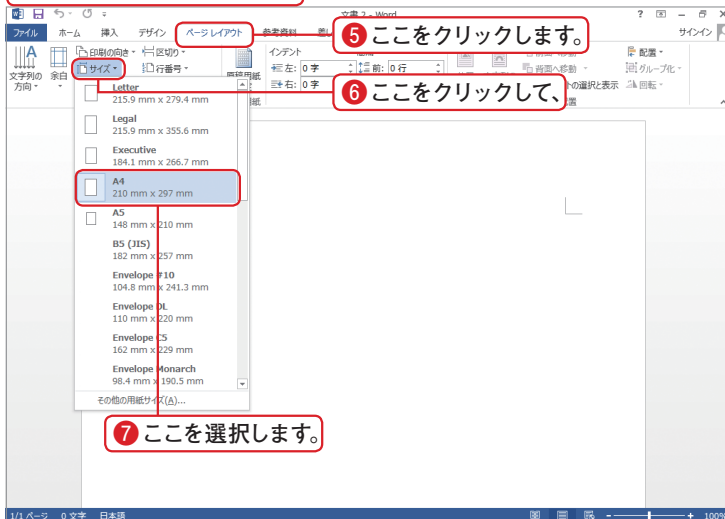 文書 2 - Word
ファイル ホーム 挿入 デザイン ページ レイアウト 参考資料 サインイン
❺ ここをクリックします。
文字列の方向 余白 印刷の向き 区切り インデント 配置
サイズ 行番号 左: 0 字 前: 0 行 背面へ移動 グループ化
原稿用紙 右: 0 字 の選択と表示 回転
❻ ここをクリックして、
Letter
215.9 mm x 279.4 mm
Legal
215.9 mm x 355.6 mm
Executive
184.1 mm x 266.7 mm
A4
210 mm x 297 mm
A5
148 mm x 210 mm
B5 (JIS)
182 mm x 257 mm
Envelope #10
104.8 mm x 241.3 mm
Envelope DL
110 mm x 220 mm
Envelope C5
162 mm x 229 mm
Envelope Monarch
98.4 mm x 190.5 mm
その他の用紙サイズ(A)...
❼ ここを選択します。
1/1 ページ 0 文字 日本語 100%